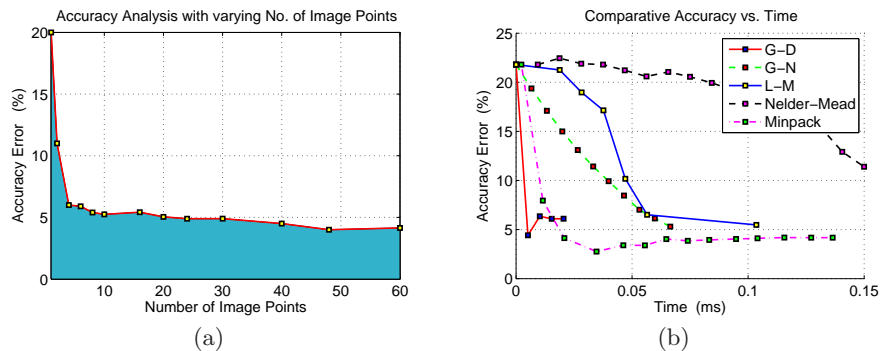 Accuracy Analysis with varying No. of Image Points
Accuracy Error (%)
20
15
10
5
0
10 20 30 40 50 60
Number of Image Points
(a)
Comparative Accuracy vs. Time
Accuracy Error (%)
25
20
15
10
5
0
0 0.05 0.1 0.15
Time (ms)
G−D
G−N
L−M
Nelder−Mead
Minpack
(b)